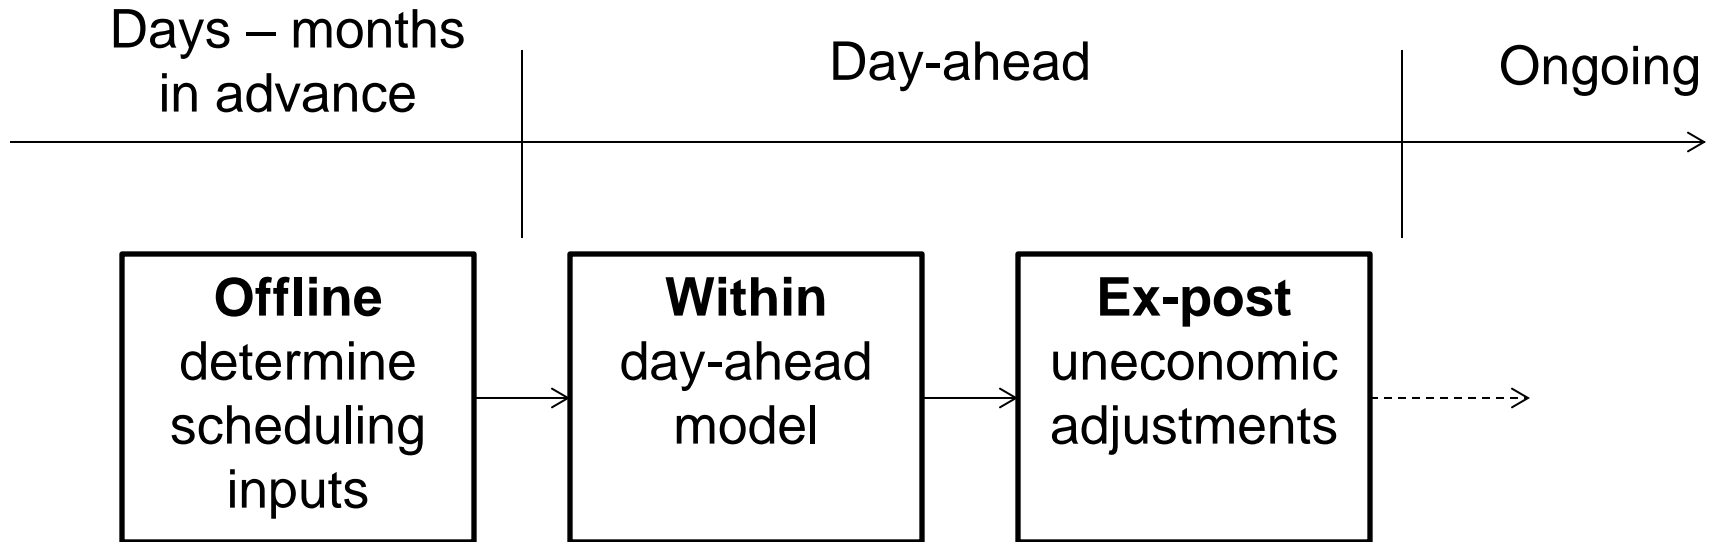 Days – months
in advance
Day-ahead
Ongoing
Offline
determine
scheduling
inputs
Within
day-ahead
model
Ex-post
uneconomic
adjustments